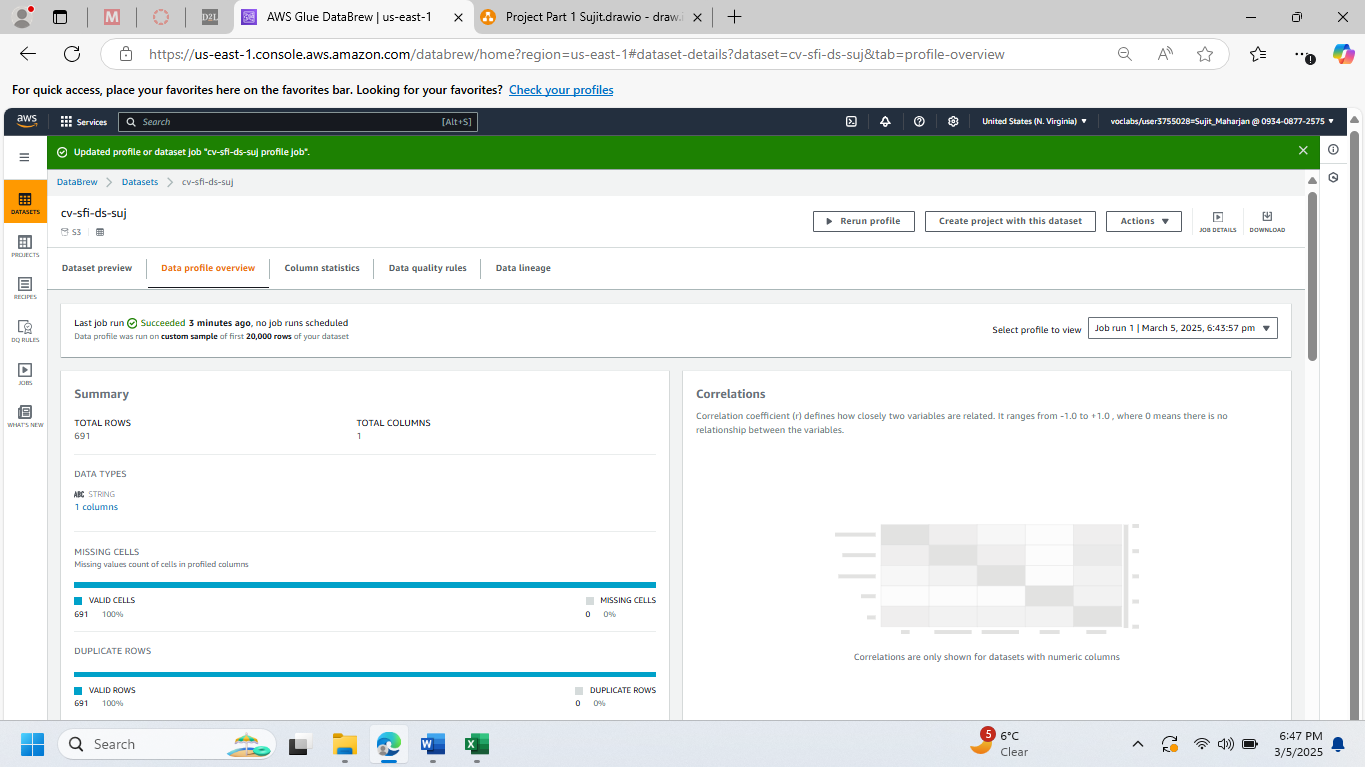 M
D2L
AWS Glue DataBrew | us-east-1
Project Part 1 Sujit.drawio - draw.i
https://us-east-1.console.aws.amazon.com/databrew/home?region=us-east-1#dataset-details?dataset=cv-sfi-ds-suj&tab=profile-overview
For quick access, place your favorites here on the favorites bar. Looking for your favorites? Check your profiles
aws
Services
Search
[Alt+S]
United States (N. Virginia)
voclabs/user3755028=Sujit_Maharjan @ 0934-0877-2575
Updated profile or dataset job "cv-sfi-ds-suj profile job".
DataBrew
Datasets
cv-sfi-ds-suj
DATASETS
PROJECTS
RECIPES
DQ RULES
JOBS
WHAT'S NEW
cv-sfi-ds-suj
S3
Rerun profile
Create project with this dataset
Actions
JOB DETAILS
DOWNLOAD
Dataset preview
Data profile overview
Column statistics
Data quality rules
Data lineage
Last job run Succeeded 3 minutes ago, no job runs scheduled
Data profile was run on custom sample of first 20,000 rows of your dataset
Select profile to view
Job run 1 | March 5, 2025, 6:43:57 pm
Summary
TOTAL ROWS
691
TOTAL COLUMNS
1
DATA TYPES
ABC STRING
1 columns
MISSING CELLS
Missing values count of cells in profiled columns
VALID CELLS
691 100%
MISSING CELLS
0 0%
DUPLICATE ROWS
VALID ROWS
691 100%
DUPLICATE ROWS
0 0%
Correlations
Correlation coefficient (r) defines how closely two variables are related. It ranges from -1.0 to +1.0 , where 0 means there is no
relationship between the variables.
Correlations are only shown for datasets with numeric columns
Search
5
6°C
Clear
6:47 PM
3/5/2025